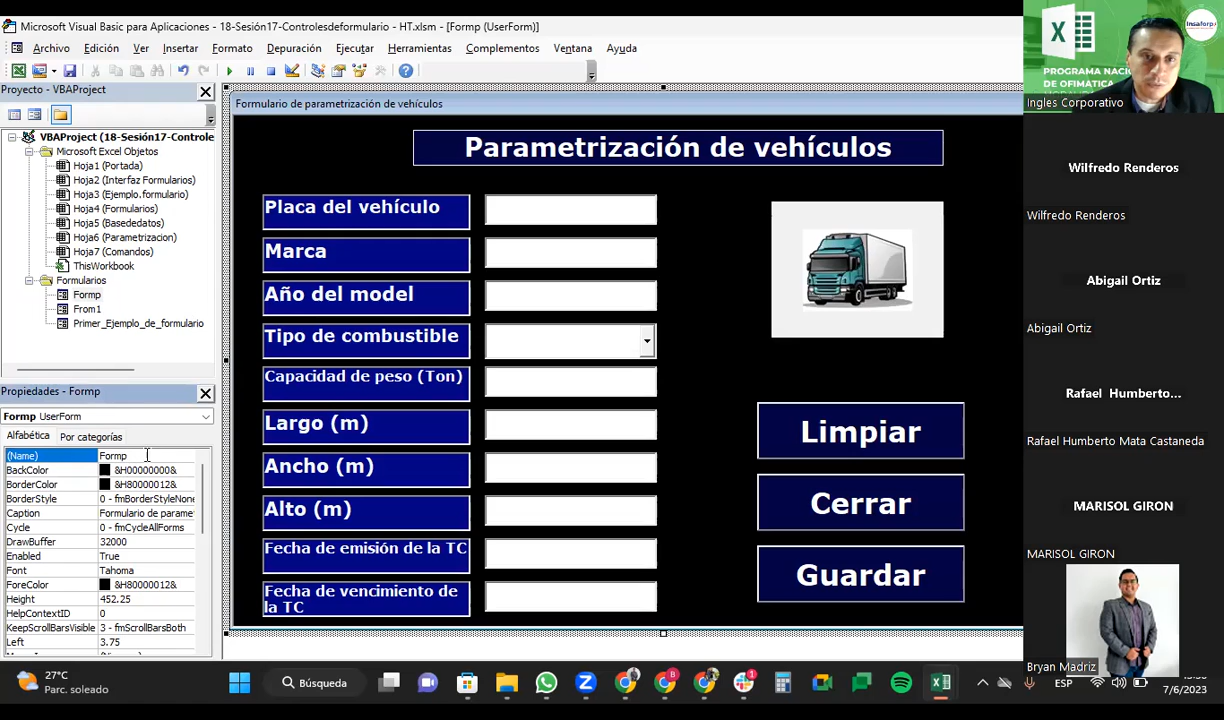 Microsoft Visual Basic para Aplicaciones - 18-Sesión17-Controlesdeformulario - HT.xlsm - [Formp (UserForm)]
Archivo Edición Ver Insertar Formato Depuración Ejecutar Herramientas Complementos Ventana Ayuda
Proyecto - VBAProject
VBAProject (18-Sesión17-Controle
Microsoft Excel Objetos
Hoja1 (Portada)
Hoja2 (Interfaz Formularios)
Hoja3 (Ejemplo.formulario)
Hoja4 (Formularios)
Hoja5 (Basededatos)
Hoja6 (Parametrizacion)
Hoja7 (Comandos)
ThisWorkbook
Formularios
Formp
From1
Primer_Ejemplo_de_formulario
Propiedades - Formp
Formp UserForm
Alfabética Por categorías
(Name) Formp
BackColor &H00000000&
BorderColor &H80000012&
BorderStyle 0 - fmBorderStyleNone
Caption Formulario de parame
Cycle 0 - fmCycleAllForms
DrawBuffer 32000
Enabled True
Font Tahoma
ForeColor &H80000012&
Height 452.25
HelpContextID 0
KeepScrollBarsVisible 3 - fmScrollBarsBoth
Left 3.75
Formulario de parametrización de vehículos
Parametrización de vehículos
Placa del vehículo
Marca
Año del model
Tipo de combustible
Capacidad de peso (Ton)
Largo (m)
Ancho (m)
Alto (m)
Fecha de emisión de la TC
Fecha de vencimiento de
la TC
Limpiar
Cerrar
Guardar
Insaforp
PROGRAMA NACI
DE OFIMATICA
Ingles Corporativo
Wilfredo Renderos
Wilfredo Renderos
Abigail Ortiz
Abigail Ortiz
Rafael Humberto...
Rafael Humberto Mata Castaneda
MARISOL GIRON
MARISOL GIRON
Bryan Madriz
27°C
Parc. soleado
Búsqueda
ESP
7/6/2023